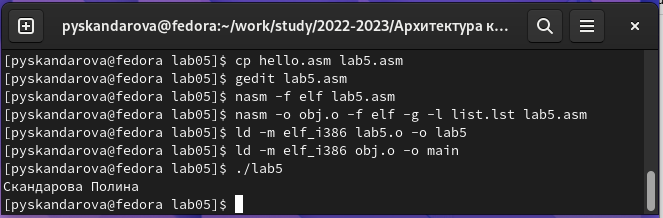 pyskandarova@fedora:~/work/study/2022-2023/Архитектура к...
[pyskandarova@fedora lab05]$ cp hello.asm lab5.asm
[pyskandarova@fedora lab05]$ gedit lab5.asm
[pyskandarova@fedora lab05]$ nasm -f elf lab5.asm
[pyskandarova@fedora lab05]$ nasm -o obj.o -f elf -g -l list.lst lab5.asm
[pyskandarova@fedora lab05]$ ld -m elf_i386 lab5.o -o lab5
[pyskandarova@fedora lab05]$ ld -m elf_i386 obj.o -o main
[pyskandarova@fedora lab05]$ ./lab5
Скандарова Полина
[pyskandarova@fedora lab05]$